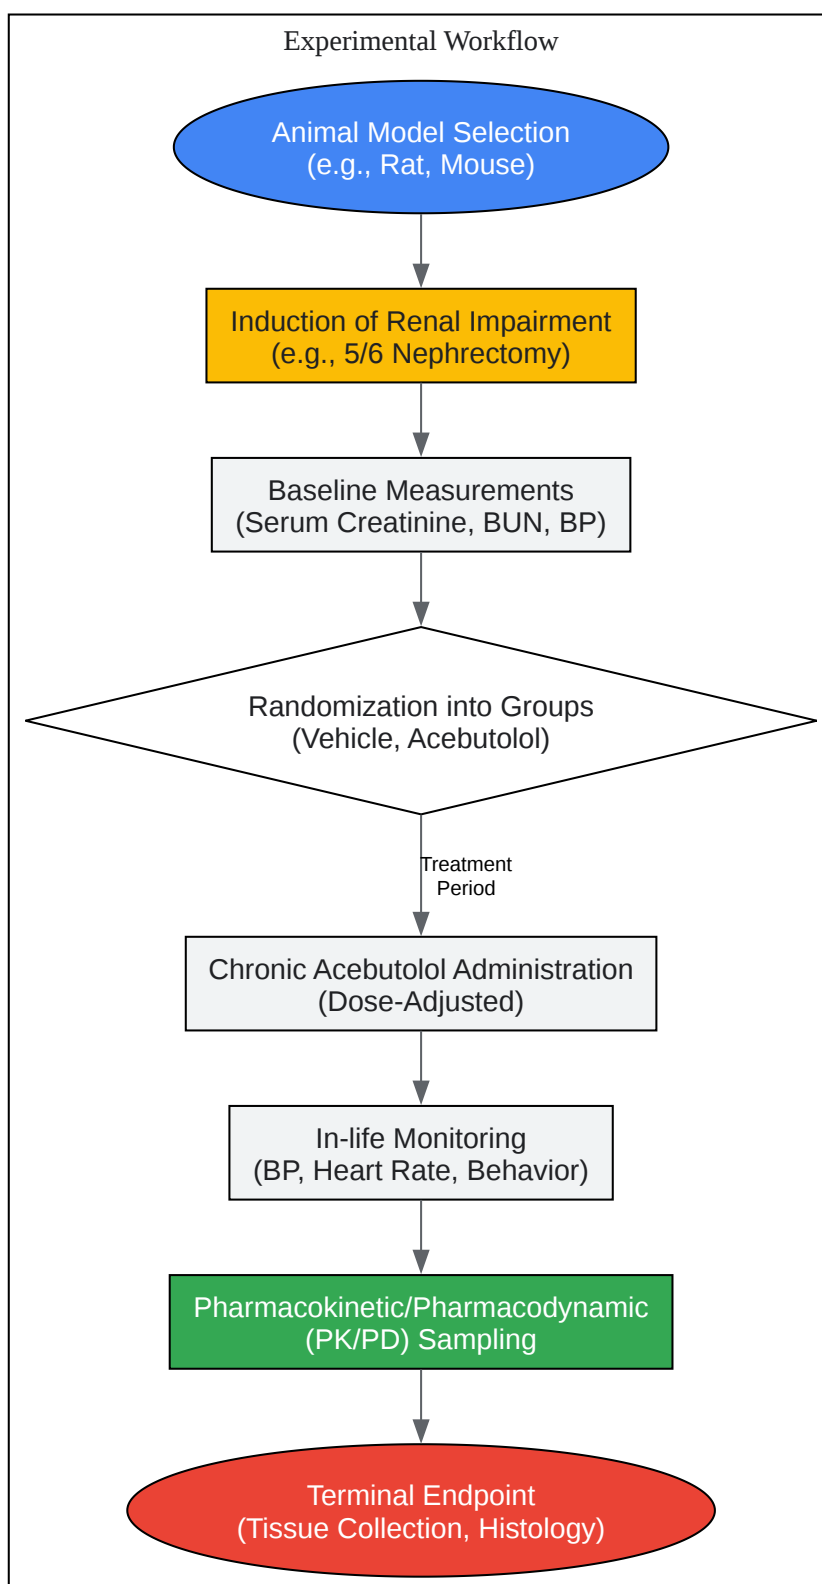 Experimental Workflow
Animal Model Selection
(e.g., Rat, Mouse)
Induction of Renal Impairment
(e.g., 5/6 Nephrectomy)
Baseline Measurements
(Serum Creatinine, BUN, BP)
Randomization into Groups
(Vehicle, Acebutolol)
Treatment
Period
Chronic Acebutolol Administration
(Dose-Adjusted)
In-life Monitoring
(BP, Heart Rate, Behavior)
Pharmacokinetic/Pharmacodynamic
(PK/PD) Sampling
Terminal Endpoint
(Tissue Collection, Histology)